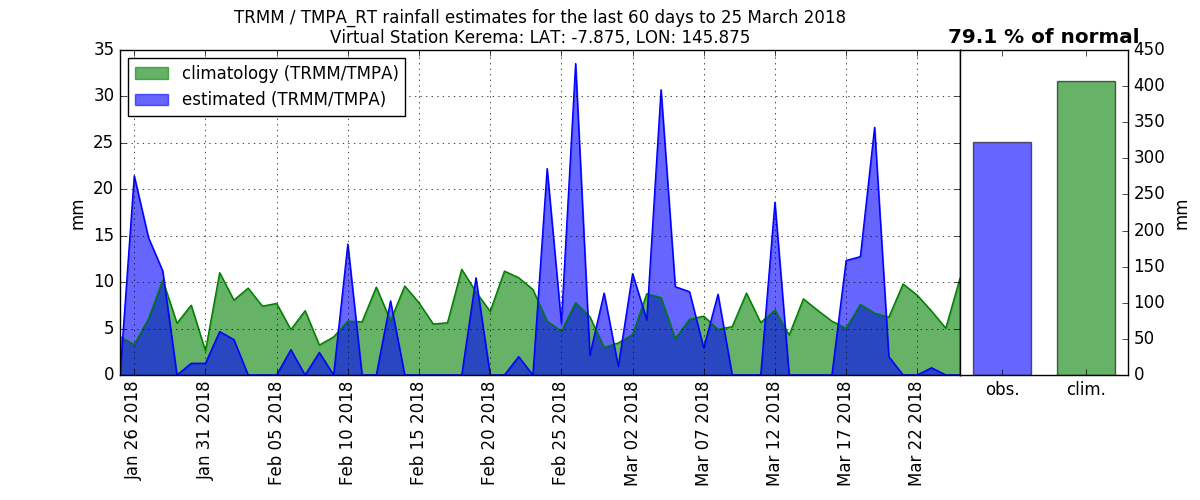 TRMM / TMPA_RT rainfall estimates for the last 60 days to 25 March 2018
Virtual Station Kerema: LAT: -7.875, LON: 145.875
79.1 % of normal
climatology (TRMM/TMPA)
estimated (TRMM/TMPA)
mm
35
30
25
20
15
10
5
0
Jan 26 2018
Jan 31 2018
Feb 05 2018
Feb 10 2018
Feb 15 2018
Feb 20 2018
Feb 25 2018
Mar 02 2018
Mar 07 2018
Mar 12 2018
Mar 17 2018
Mar 22 2018
obs.
clim.
450
400
350
300
250
200
150
100
50
0
mm